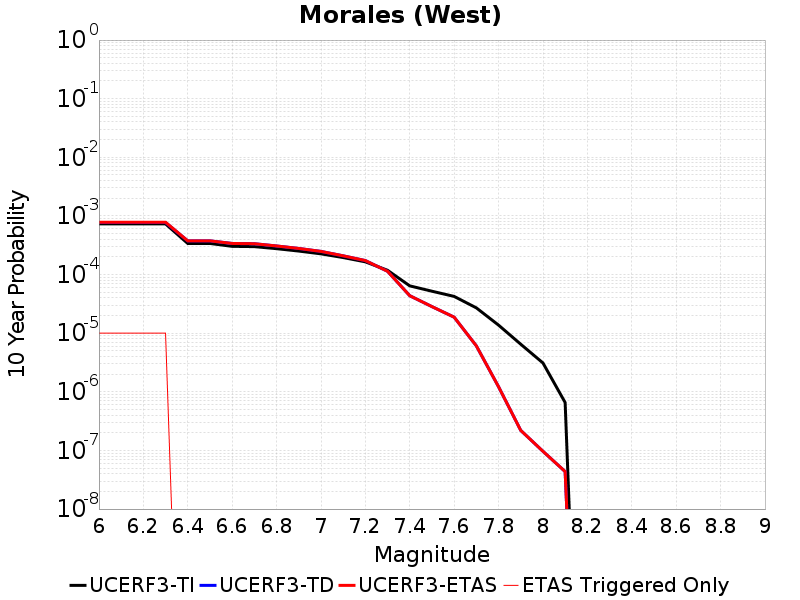 Morales (West)
10^0
10^-1
10^-2
10^-3
10^-4
10^-5
10^-6
10^-7
10^-8
10 Year Probability
6 6.2 6.4 6.6 6.8 7 7.2 7.4 7.6 7.8 8 8.2 8.4 8.6 8.8 9
Magnitude
UCERF3-TI UCERF3-TD UCERF3-ETAS ETAS Triggered Only